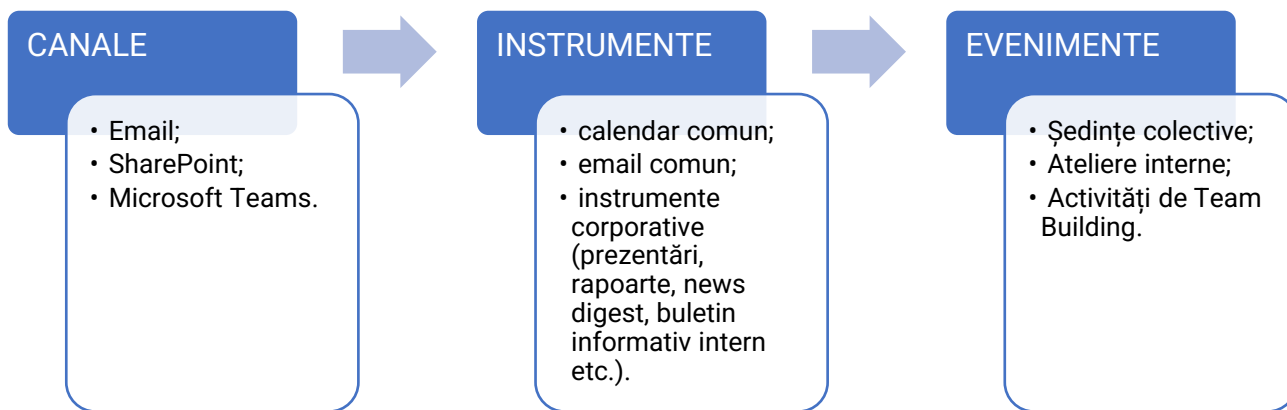 CANALE
• Email;
• SharePoint;
• Microsoft Teams.
INSTRUMENTE
• calendar comun;
• email comun;
• instrumente
corporative
(prezentări,
rapoarte, news
digest, buletin
informativ intern
etc.).
EVENIMENTE
• Ședințe colective;
• Ateliere interne;
• Activități de Team
Building.